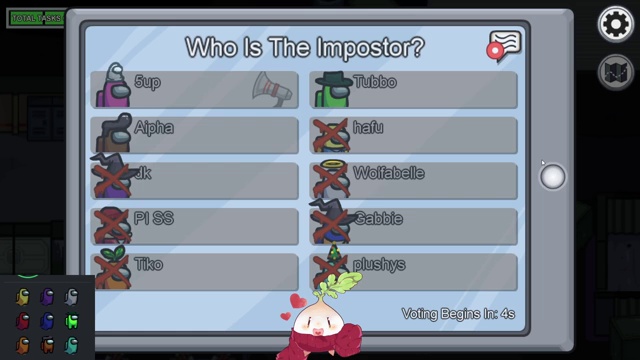 TOTAL TASKS
Who Is The Impostor?
5up
Tubbo
Alpha
hafu
jk
Wolfabelle
PI SS
Gabbie
Tiko
plushys
Voting Begins In: 4s